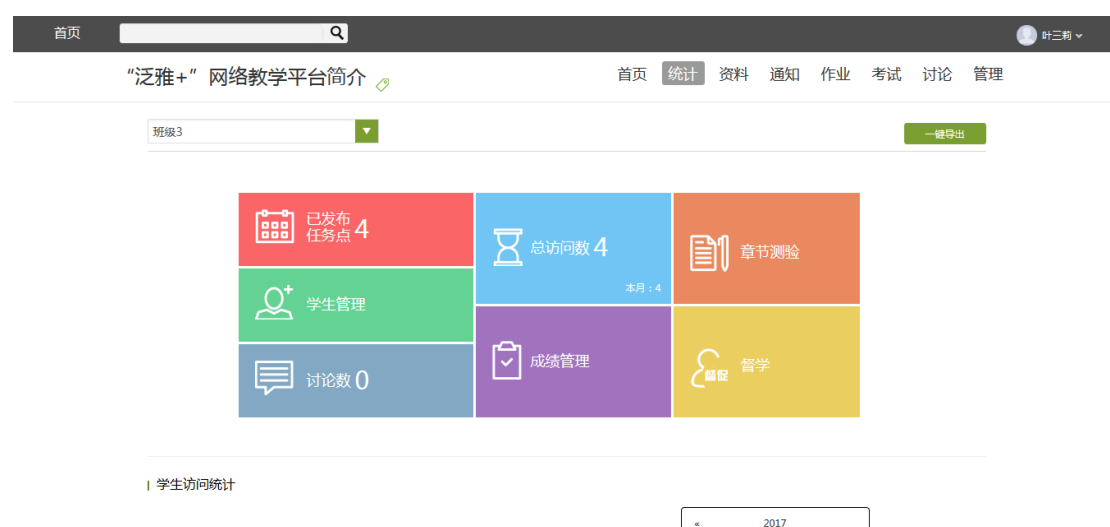 首页
叶三莉
“泛雅+”网络教学平台简介
首页 统计 资料 通知 作业 考试 讨论 管理
班级3
一键导出
已发布
任务点 4
学生管理
讨论数 0
总访问数 4
本月：4
成绩管理
章节测验
督促
督学
学生访问统计
« 2017